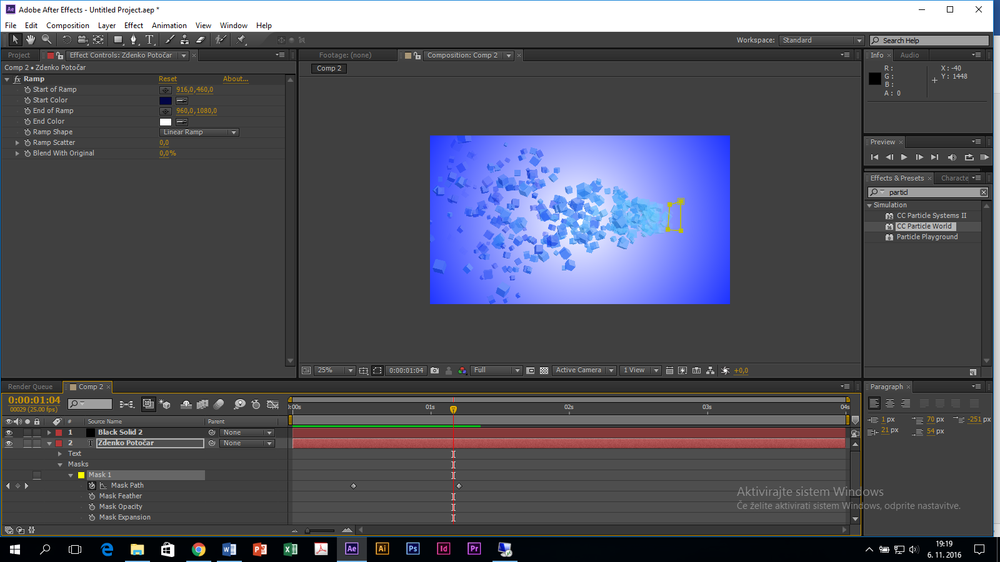 Adobe After Effects - Untitled Project.aep *
File Edit Composition Layer Effect Animation View Window Help
Workspace: Standard Search Help
Project Effect Controls: Zdenko Potočar
Comp 2 • Zdenko Potočar
fx Ramp Reset About...
Start of Ramp 916,0,460,0
Start Color
End of Ramp 960,0,1080,0
End Color
Ramp Shape Linear Ramp
Ramp Scatter 0,0
Blend With Original 0,0%
Footage: (none) Composition: Comp 2
Comp 2
25% 0:00:01:04 Full Active Camera 1 View +0,0
Info Audio
R : X : -40
G : Y : 1448
B :
A : 0
Preview
Effects & Presets Characte
particl
Simulation
CC Particle Systems II
CC Particle World
Particle Playground
Paragraph
1 px 70 px -251 px
21 px 54 px
Render Queue Comp 2
0:00:01:04
00029 (25.00 fps)
):00s 01s 02s 03s 04s
# Source Name Parent
1 Black Solid 2 None
2 T Zdenko Potočar None
Text
Masks
Mask 1
Mask Path
Mask Feather
Mask Opacity
Mask Expansion
Aktivirajte sistem Windows
Če želite aktivirati sistem Windows, odprite nastavitve.
Ae Ai Ps Id Pr
19:19
6. 11. 2016